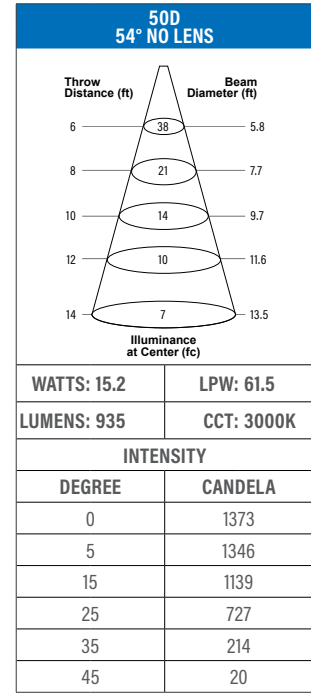 50D
54° NO LENS
Throw Distance (ft) Beam Diameter (ft)
6 38 5.8
8 21 7.7
10 14 9.7
12 10 11.6
14 7 13.5
Illuminance
at Center (fc)
WATTS: 15.2 LPW: 61.5
LUMENS: 935 CCT: 3000K
INTENSITY
DEGREE CANDELA
0 1373
5 1346
15 1139
25 727
35 214
45 20